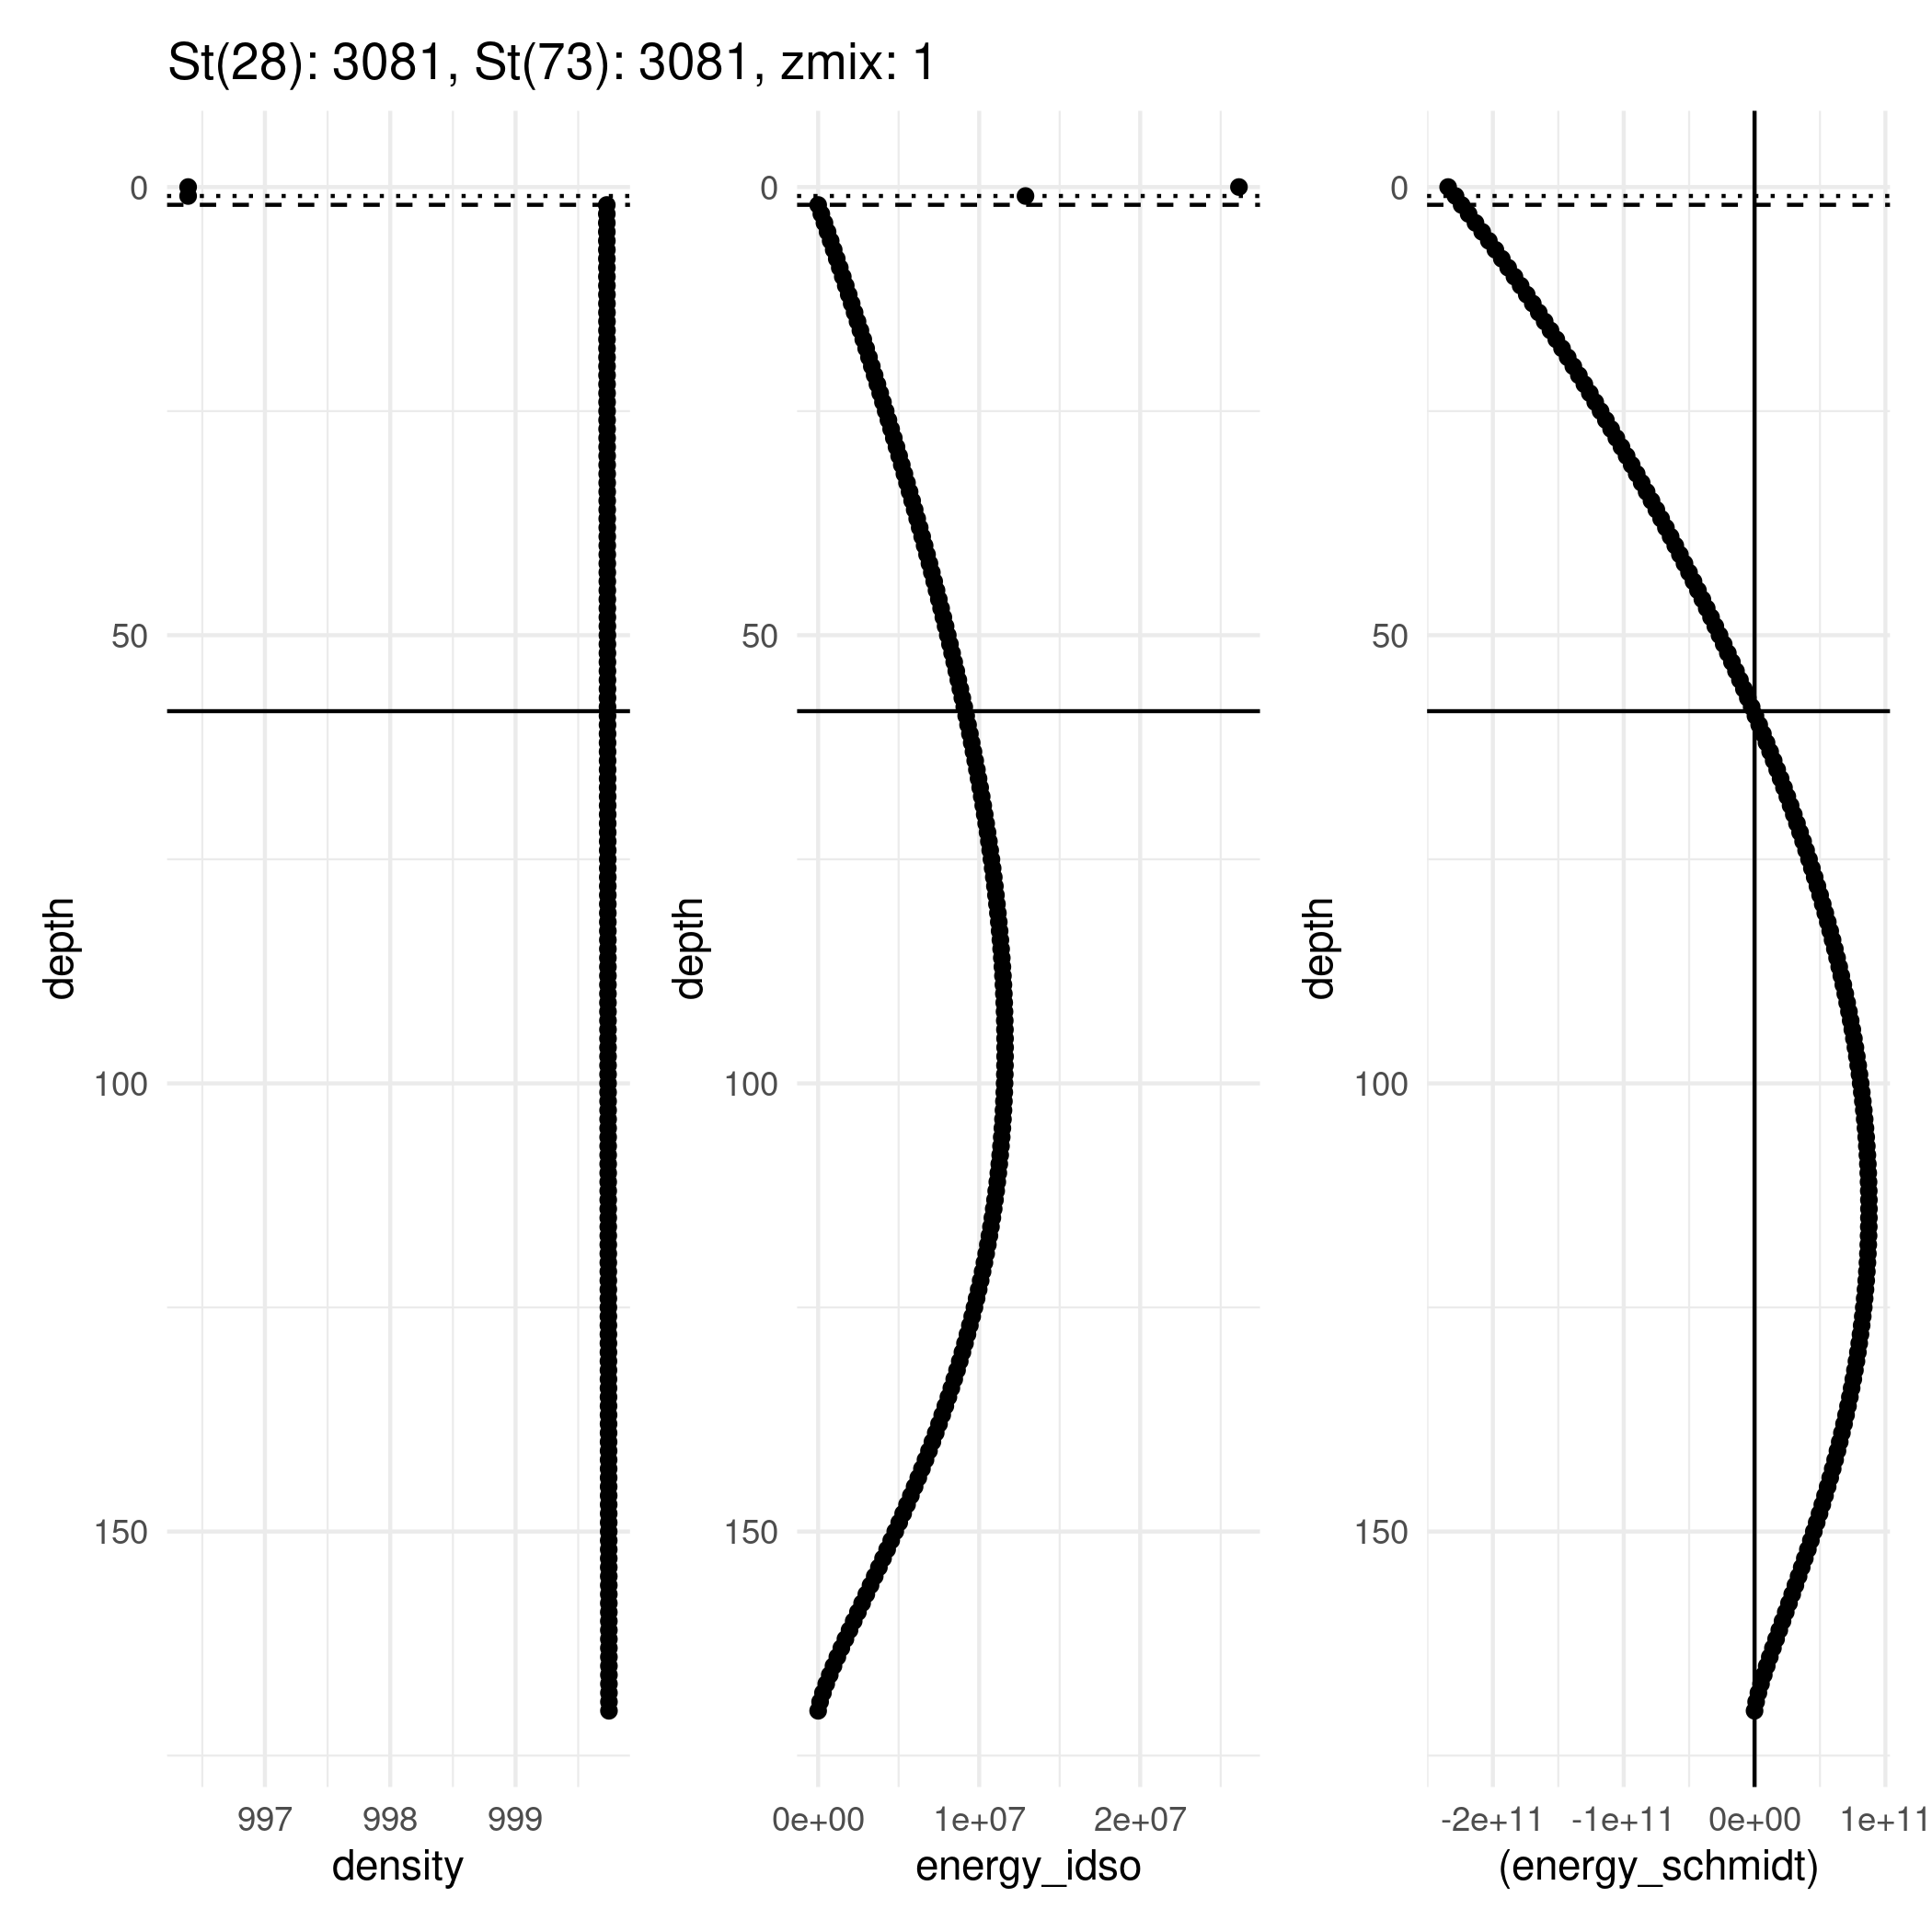 St(28): 3081, St(73): 3081, zmix: 1
0
50
100
150
depth
997 998 999
density
0
50
100
150
depth
0e+00 1e+07 2e+07
energy_idso
0
50
100
150
depth
-2e+11 -1e+11 0e+00 1e+11
(energy_schmidt)